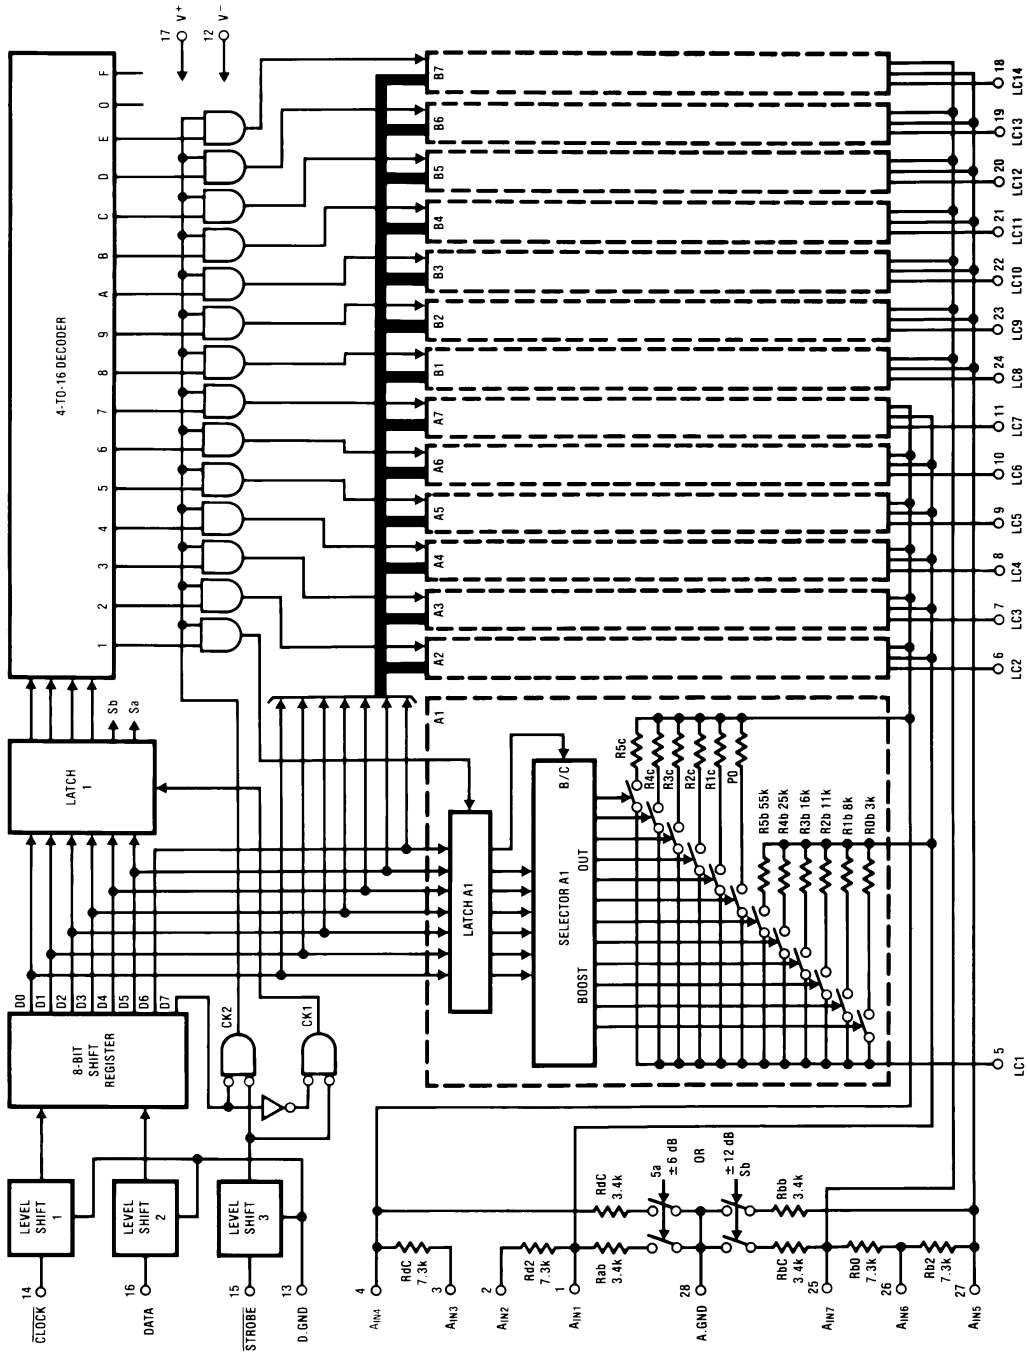 17 V+
12 V-
4-TO-16 DECODER
1 2 3 4 5 6 7 8 9 A B C D E O F
LATCH
1
Sb
Sa
D0
D1
D2
D3
D4
D5
D6
D7
8-BIT
SHIFT
REGISTER
CK2
CK1
LEVEL
SHIFT
1
LEVEL
SHIFT
2
LEVEL
SHIFT
3
CLOCK
14
DATA
16
STROBE
15
D.GND
13
A1
A2
A3
A4
A5
A6
A7
B1
B2
B3
B4
B5
B6
B7
LATCH A1
SELECTOR A1
B/C
BOOST
OUT
R5c
R4c
R3c
R2c
R1c
P0
R5b 55k
R4b 25k
R3b 16k
R2b 11k
R1b 8k
R0b 3k
AIN4
4
RdC
7.3k
AIN3
3
AIN2
2
Rd2
7.3k
AIN1
1
Rab
3.4k
RdC
3.4k
5a
±6 dB
OR
±12 dB
Sb
A.GND
28
Rbb
3.4k
RbC
3.4k
AIN7
25
Rb0
7.3k
AIN6
26
Rb2
7.3k
AIN5
27
5
LC1
6
LC2
7
LC3
8
LC4
9
LC5
10
LC6
11
LC7
24
LC8
23
LC9
22
LC10
21
LC11
20
LC12
19
LC13
18
LC14